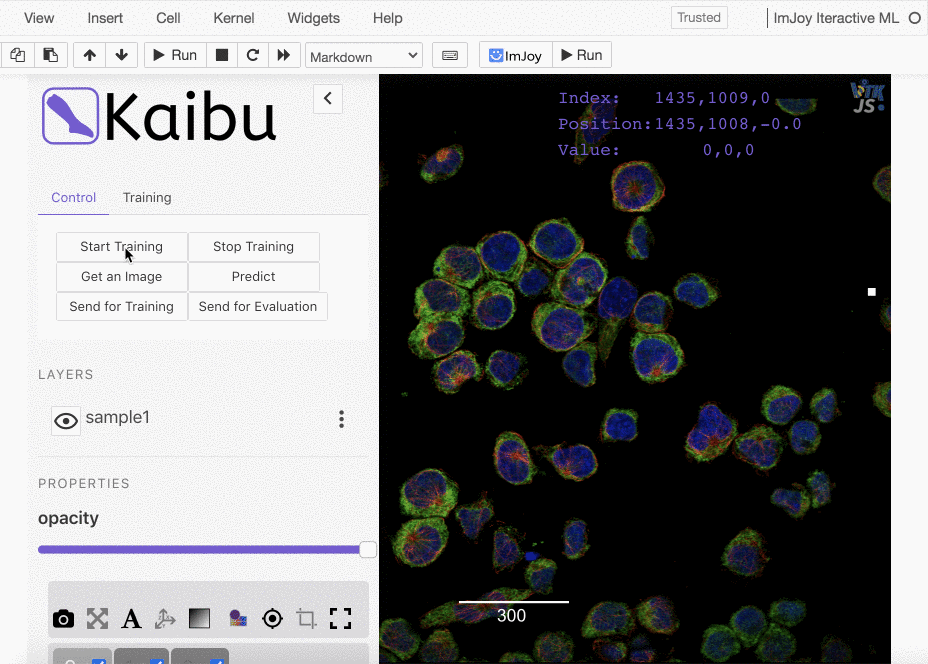 View Insert Cell Kernel Widgets Help Trusted ImJoy Iteractive ML
Run Markdown ImJoy Run
Kaibu
Control Training
Start Training Stop Training
Get an Image Predict
Send for Training Send for Evaluation
LAYERS
sample1
PROPERTIES
opacity
A
Index: 1435,1009,0
Position:1435,1008,-0.0
Value: 0,0,0
VTK
JS
300